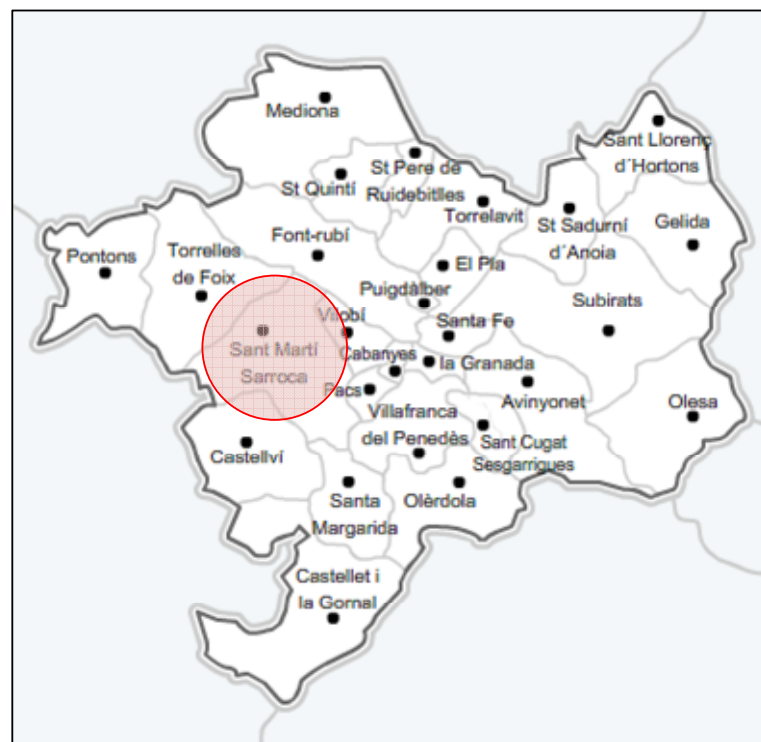 Mediona
Sant Llorenç
d´Hortons
St Pere de
Ruidebitlles
St Quintí
Torrelavit
St Sadurní
d´Anoia
Gelida
Font-rubí
Pontons
Torrelles
de Foix
El Pla
Puigdàlber
Subirats
Vilobí
Santa Fe
Sant Martí
Sarroca
Cabanyes
la Granada
Pacs
Avinyonet
Olesa
Villafranca
del Penedès
Sant Cugat
Sesgarrigues
Castellví
Santa
Margarida
Olèrdola
Castellet i
la Gornal